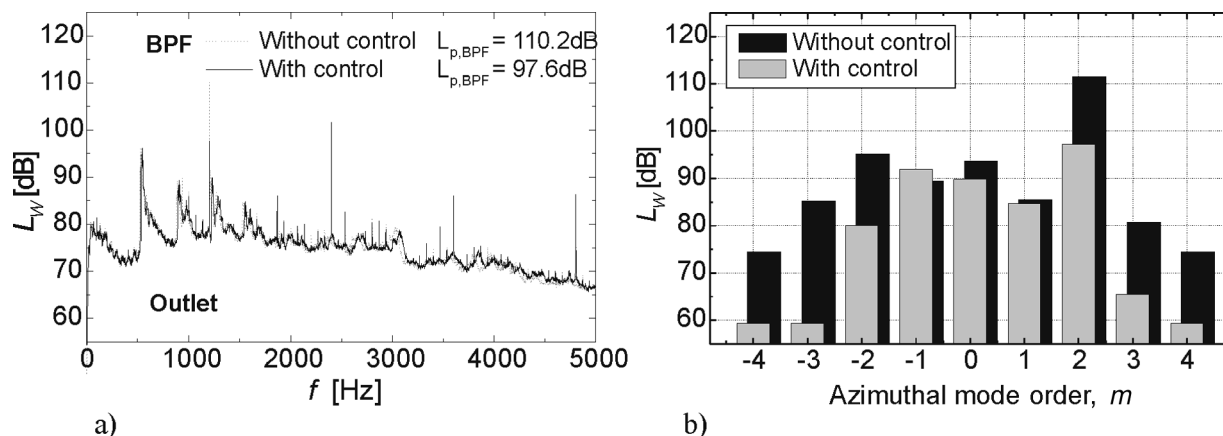 120
110
100
90
80
70
60
L_W [dB]
BPF
Without control L_p,BPF = 110.2dB
With control L_p,BPF = 97.6dB
Outlet
0 1000 2000 3000 4000 5000
f [Hz]
a)
120
110
100
90
80
70
60
L_W [dB]
Without control
With control
-4 -3 -2 -1 0 1 2 3 4
Azimuthal mode order, m
b)